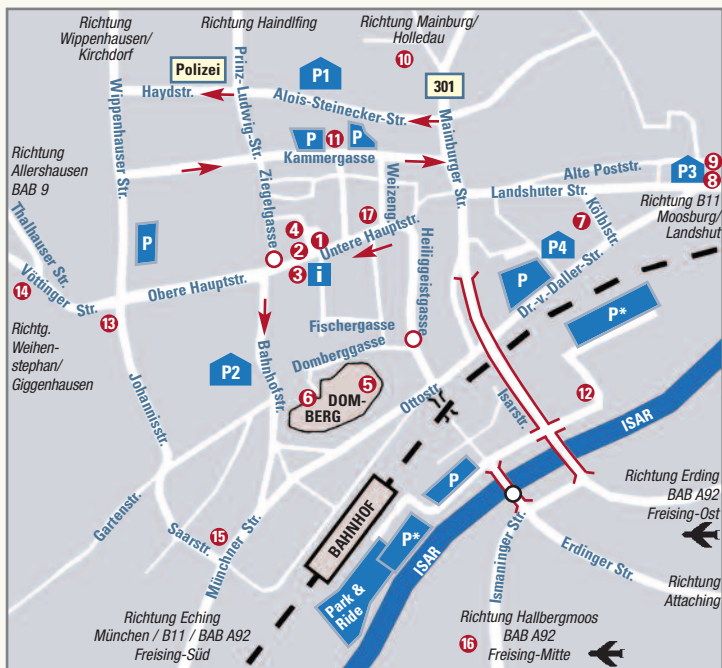 Richtung
Wippenhausen/
Kirchdorf
Richtung Haindlfing
Richtung Mainburg/
Holledau
10
Polizei
P1
301
Haydstr.
Prinz-Ludwig-Str.
Wippenhauser Str.
Alois-Steinecker-Str.
Mainburger Str.
P
11
P
Kammergasse
Alte Poststr.
P3
9
8
Richtung
Allershausen
BAB 9
Ziegelgasse
Weizeng.
Landshuter Str.
Kölblstr.
Richtung B11
Moosburg/
Landshut
17
4
1
2
3
i
Untere Hauptstr.
Heiliggeistgasse
7
P4
P
Thalhauser Str.
Vöttinger Str.
14
13
Obere Hauptstr.
P
Dr.-v.-Daller-Str.
P*
Richtg.
Weihen-
stephan/
Giggenhausen
Fischergasse
Domberggasse
P2
Bahnhofstr.
6
5
DOM-
BERG
Ottostr.
Isarstr.
12
ISAR
Johannisstr.
Gartenstr.
Saarstr.
15
Münchner Str.
BAHNHOF
P
P*
Park &
Ride
ISAR
Ismaninger Str.
Erdinger Str.
Richtung Erding
BAB A92
Freising-Ost
Richtung
Attaching
Richtung Eching
München / B11 / BAB A92
Freising-Süd
16
Richtung Hallbergmoos
BAB A92
Freising-Mitte